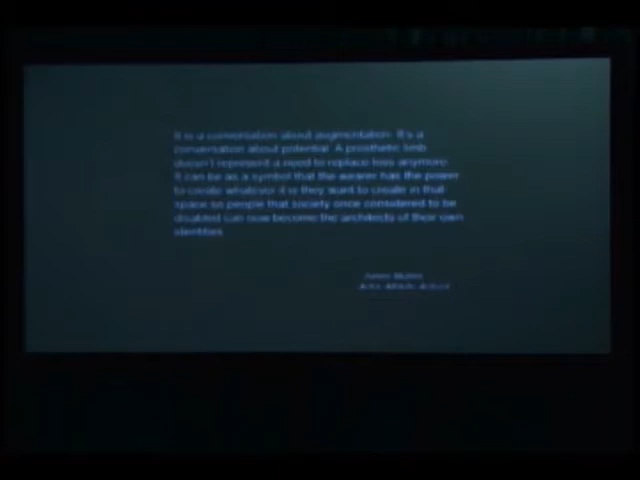 It is a conversation about augmentation. It's a
conversation about potential. A prosthetic limb
doesn't represent a need to replace loss anymore.
It can be as a symbol that the wearer has the power
to create whatever it is they want to create in that
space so people that society once considered to be
disabled can now become the architects of their own
identities
Aimee Mullins